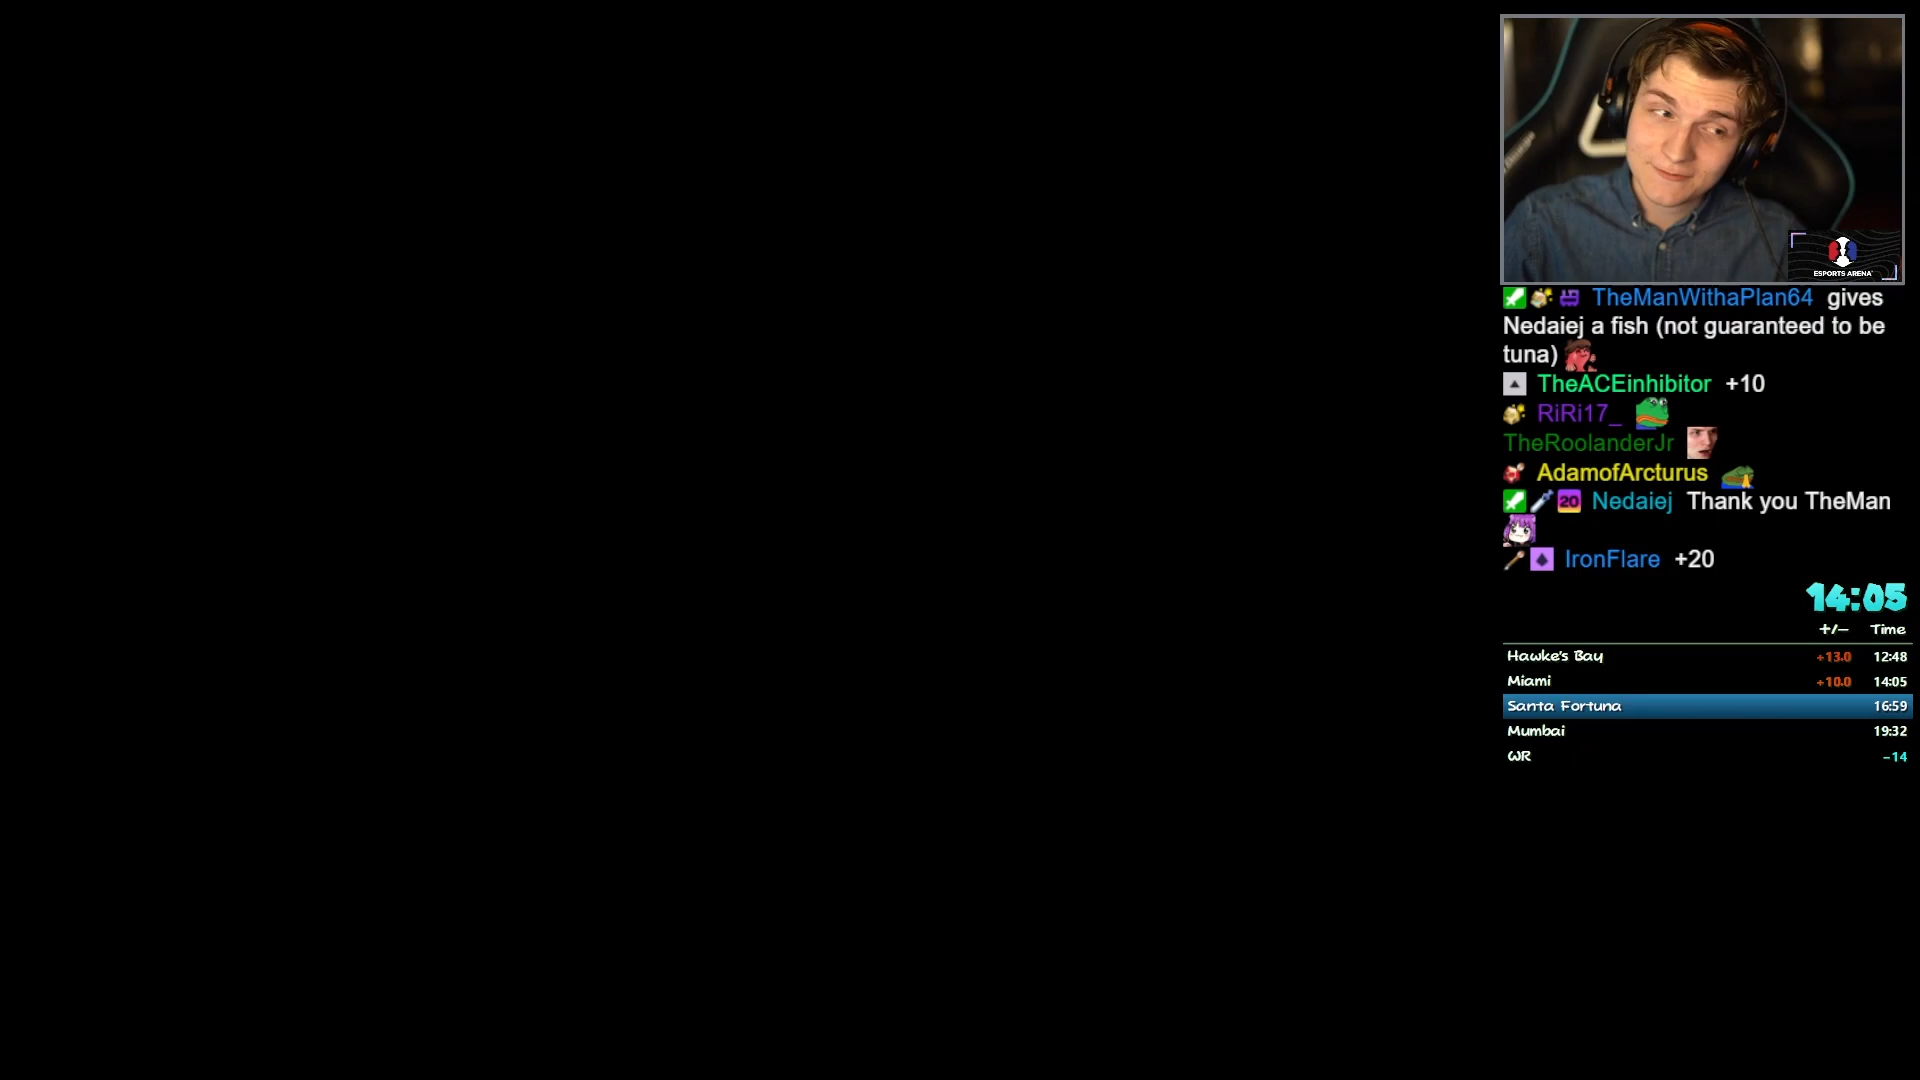 ESPORTS ARENA
TheManWithaPlan64 gives
Nedaiej a fish (not guaranteed to be
tuna)
TheACEinhibitor +10
RiRi17_
TheRoolanderJr
AdamofArcturus
20 Nedaiej Thank you TheMan
IronFlare +20
14:05
+/- Time
Hawke's Bay +13.0 12:48
Miami +10.0 14:05
Santa Fortuna 16:59
Mumbai 19:32
WR -14